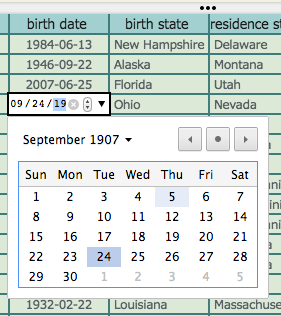 birth date birth state residence st
1984-06-13 New Hampshire Delaware
1946-09-22 Alaska Montana
2007-06-25 Florida Utah
09/24/19 Ohio Nevada
September 1907
Sun Mon Tue Wed Thu Fri Sat
1 2 3 4 5 6 7
8 9 10 11 12 13 14
15 16 17 18 19 20 21
22 23 24 25 26 27 28
29 30 1 2 3 4 5
1932-02-22 Louisiana Massachuse